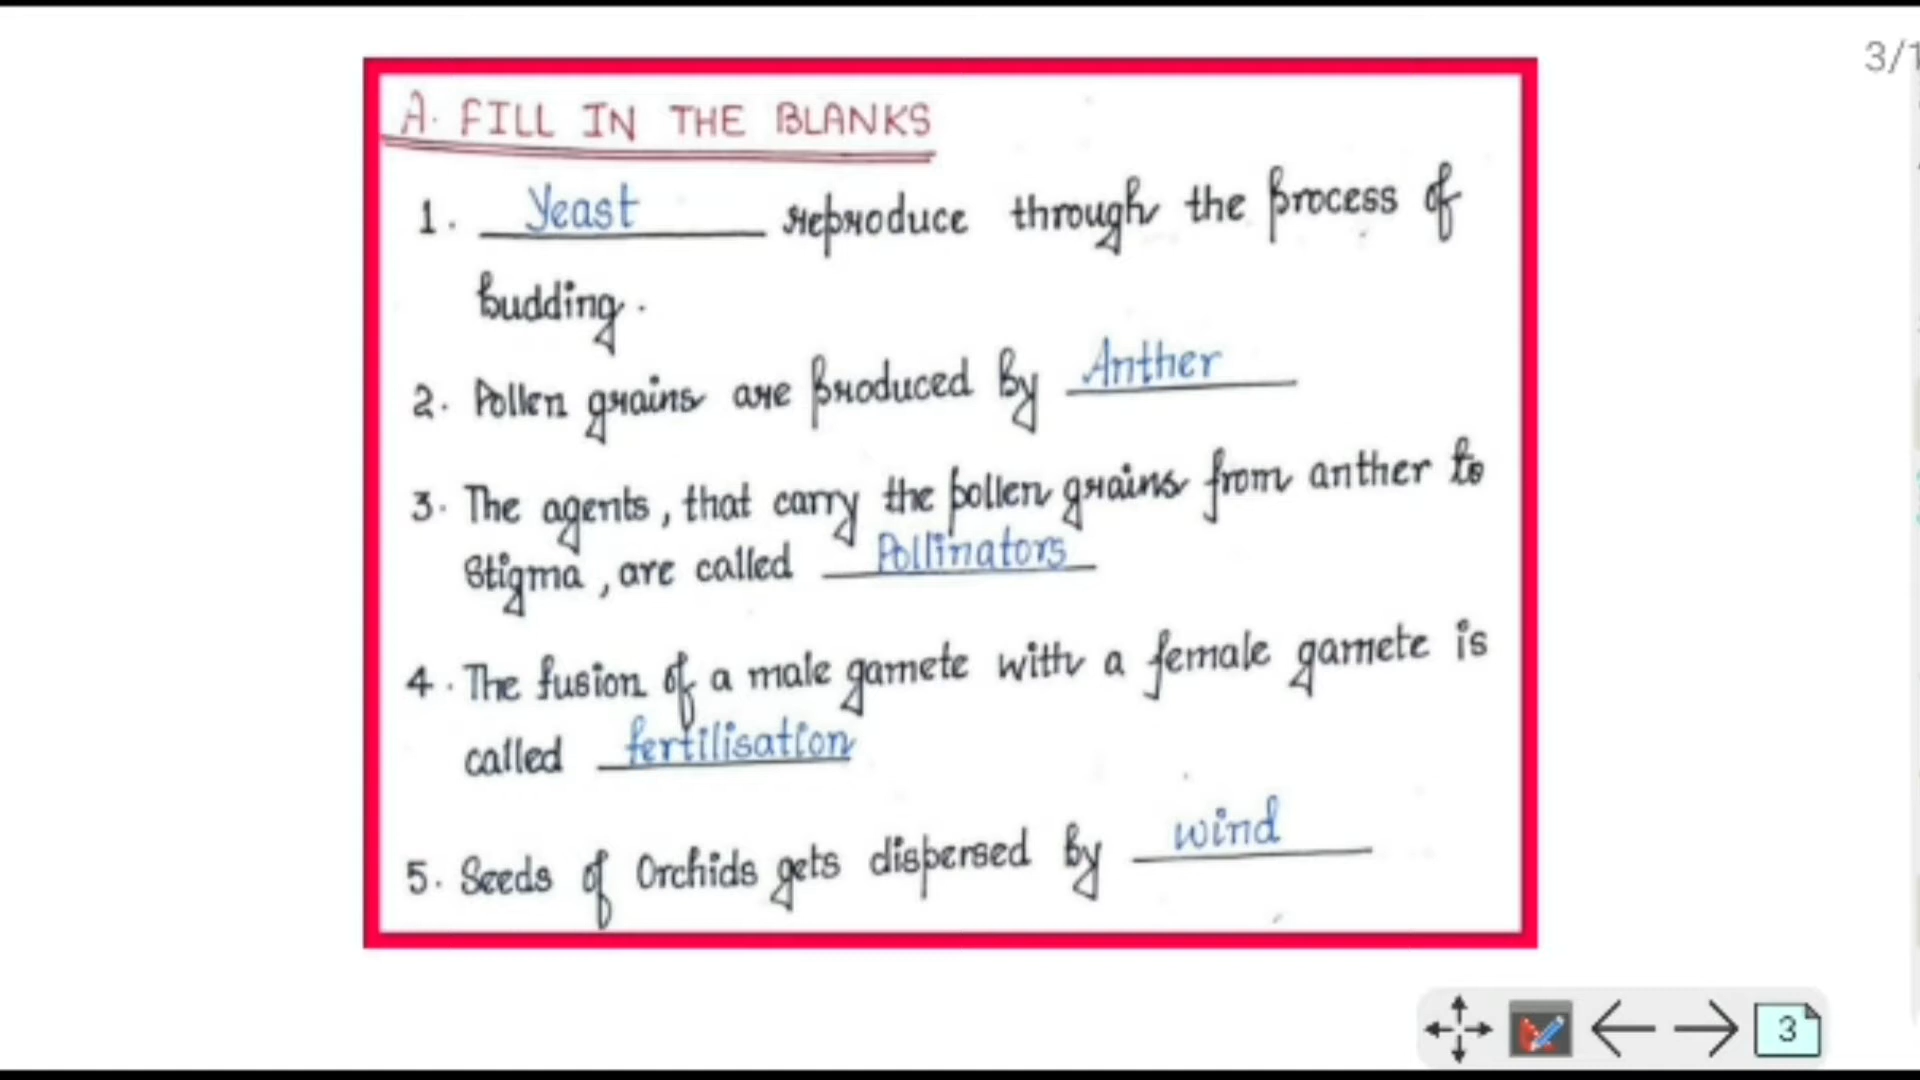 3/1
A. FILL IN THE BLANKS
1. Yeast reproduce through the process of
budding.
2. Pollen grains are produced by Anther
3. The agents, that carry the pollen grains from anther to
Stigma, are called Pollinators
4. The fusion of a male gamete with a female gamete is
called fertilisation
5. Seeds of Orchids gets dispersed by wind
3